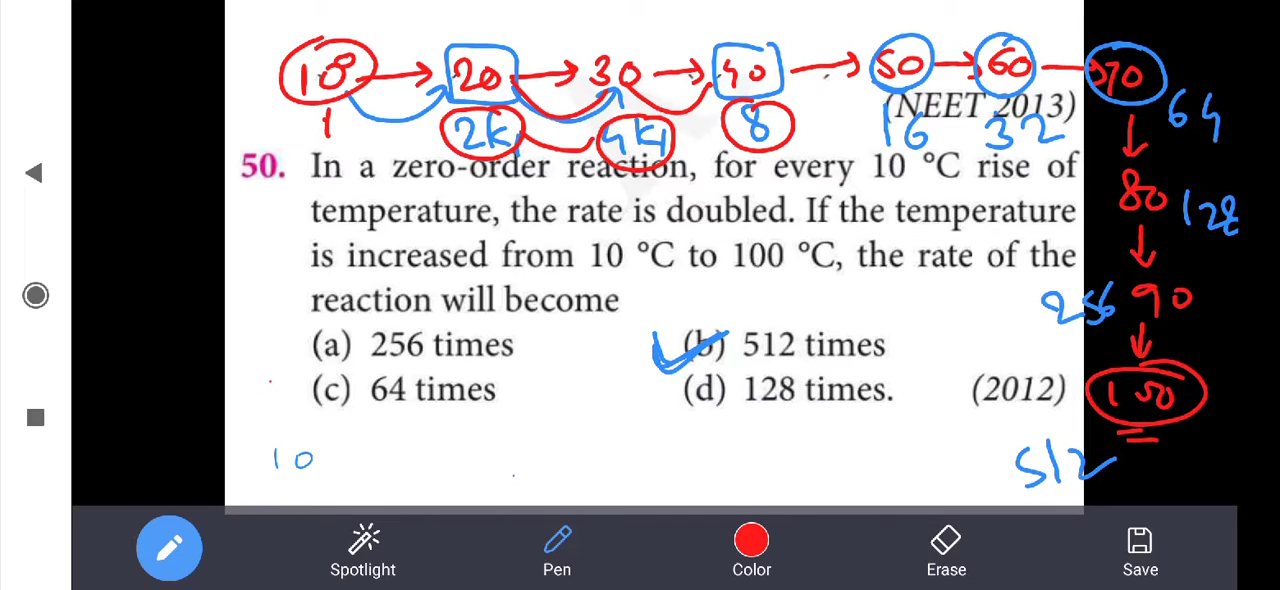 10° → 20 → 30 → 40 → 50 → 60 → 70
1 2K1 4K1 8 16 32 64
(NEET 2013)
50. In a zero-order reaction, for every 10 °C rise of
temperature, the rate is doubled. If the temperature
is increased from 10 °C to 100 °C, the rate of the
reaction will become
(a) 256 times (b) 512 times
(c) 64 times (d) 128 times. (2012)
80 128
256 90
100
10 512
Spotlight Pen Color Erase Save